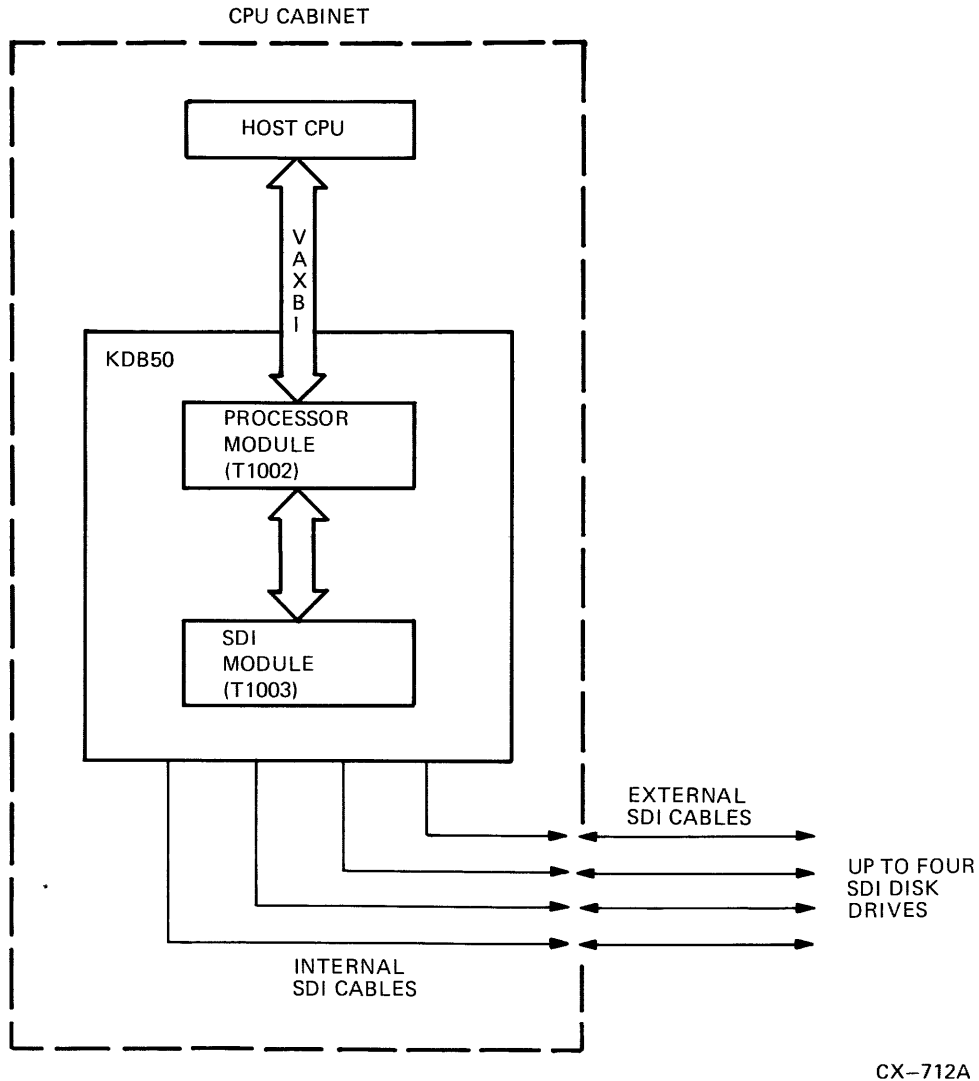 CPU CABINET
HOST CPU
VAXBI
KDB50
PROCESSOR
MODULE
(T1002)
SDI
MODULE
(T1003)
EXTERNAL
SDI CABLES
UP TO FOUR
SDI DISK
DRIVES
INTERNAL
SDI CABLES
CX–712A